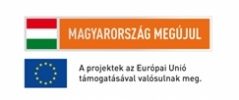 MAGYARORSZÁG MEGÚJUL
A projektek az Európai Unió
támogatásával valósulnak meg.